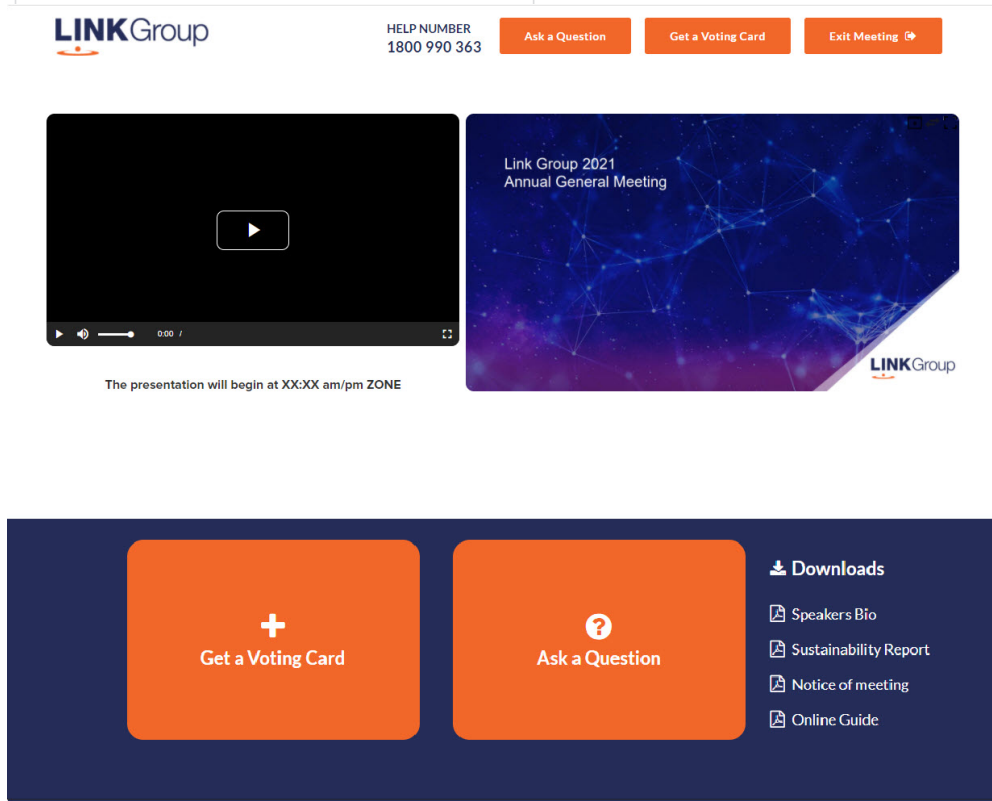 LINKGroup
HELP NUMBER
1800 990 363
Ask a Question
Get a Voting Card
Exit Meeting
Link Group 2021
Annual General Meeting
LINKGroup
0:00 /
The presentation will begin at XX:XX am/pm ZONE
Get a Voting Card
Ask a Question
Downloads
Speakers Bio
Sustainability Report
Notice of meeting
Online Guide